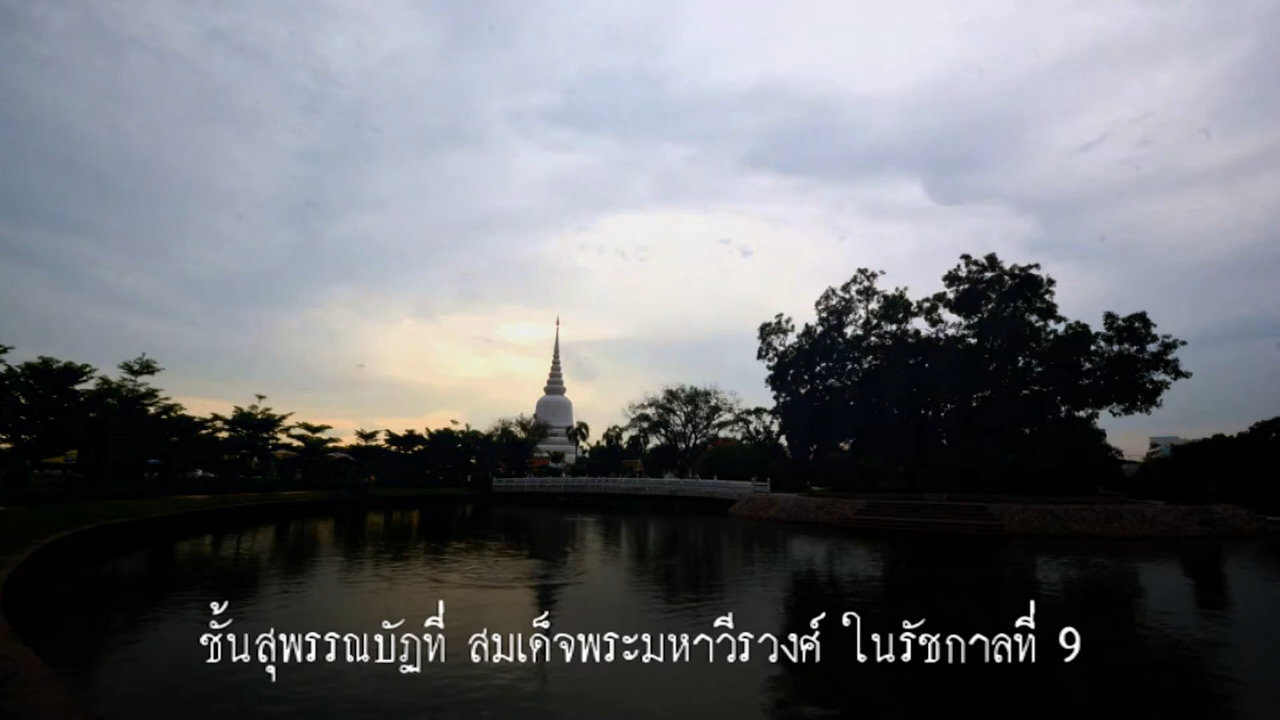 ชั้นสุพรรณบัฏที่ สมเด็จพระมหาวีรวงศ์ ในรัชกาลที่ 9